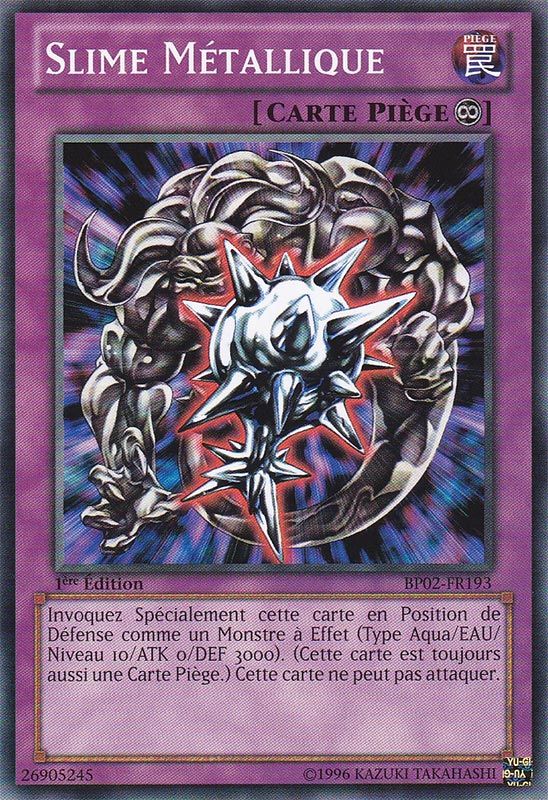 Slime Métallique
PIÈGE
罠
[Carte Piège]
1ère Édition
BP02-FR193
Invoquez Spécialement cette carte en Position de
Défense comme un Monstre à Effet (Type Aqua/EAU/
Niveau 10/ATK 0/DEF 3000). (Cette carte est toujours
aussi une Carte Piège.) Cette carte ne peut pas attaquer.
26905245
©1996 KAZUKI TAKAHASHI